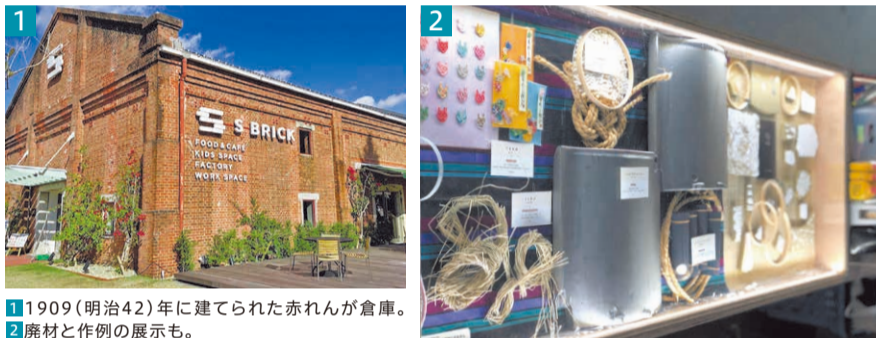 1
2
S BRICK
FOOD & CAFE
KIDS SPACE
FACTORY
WORK SPACE
1 1909(明治42)年に建てられた赤れんが倉庫。
2 廃材と作例の展示も。